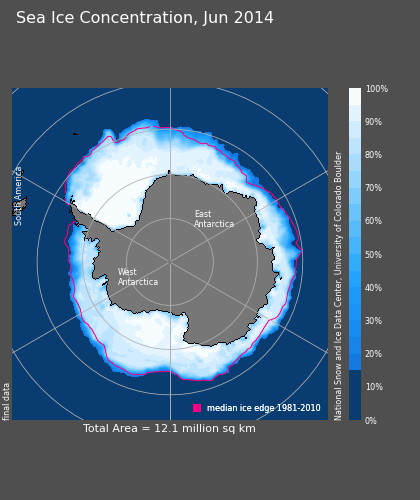 Sea Ice Concentration, Jun 2014
South America
East
Antarctica
West
Antarctica
final data
median ice edge 1981-2010
Total Area = 12.1 million sq km
National Snow and Ice Data Center, University of Colorado Boulder
100%
90%
80%
70%
60%
50%
40%
30%
20%
10%
0%